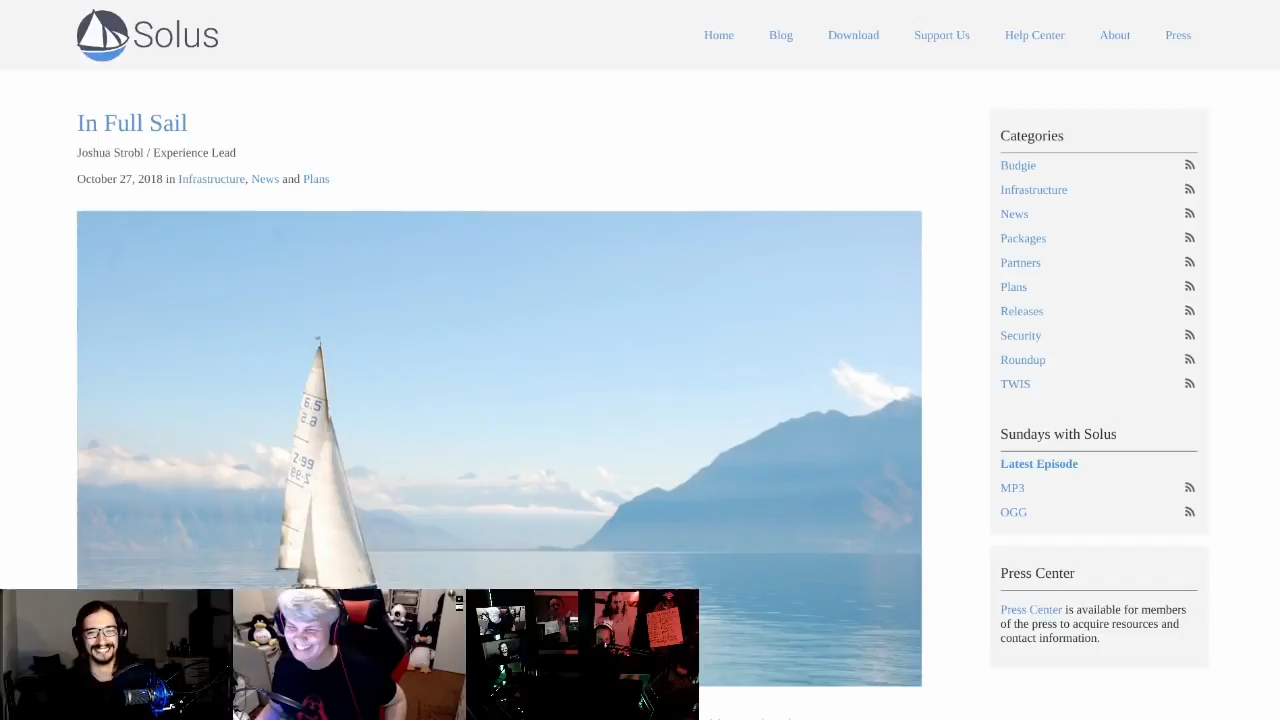 Solus
Home
Blog
Download
Support Us
Help Center
About
Press
In Full Sail
Joshua Strobl / Experience Lead
October 27, 2018 in Infrastructure, News and Plans
6.5
Z-99
Categories
Budgie
Infrastructure
News
Packages
Partners
Plans
Releases
Security
Roundup
TWIS
Sundays with Solus
Latest Episode
MP3
OGG
Press Center
Press Center is available for members
of the press to acquire resources and
contact information.